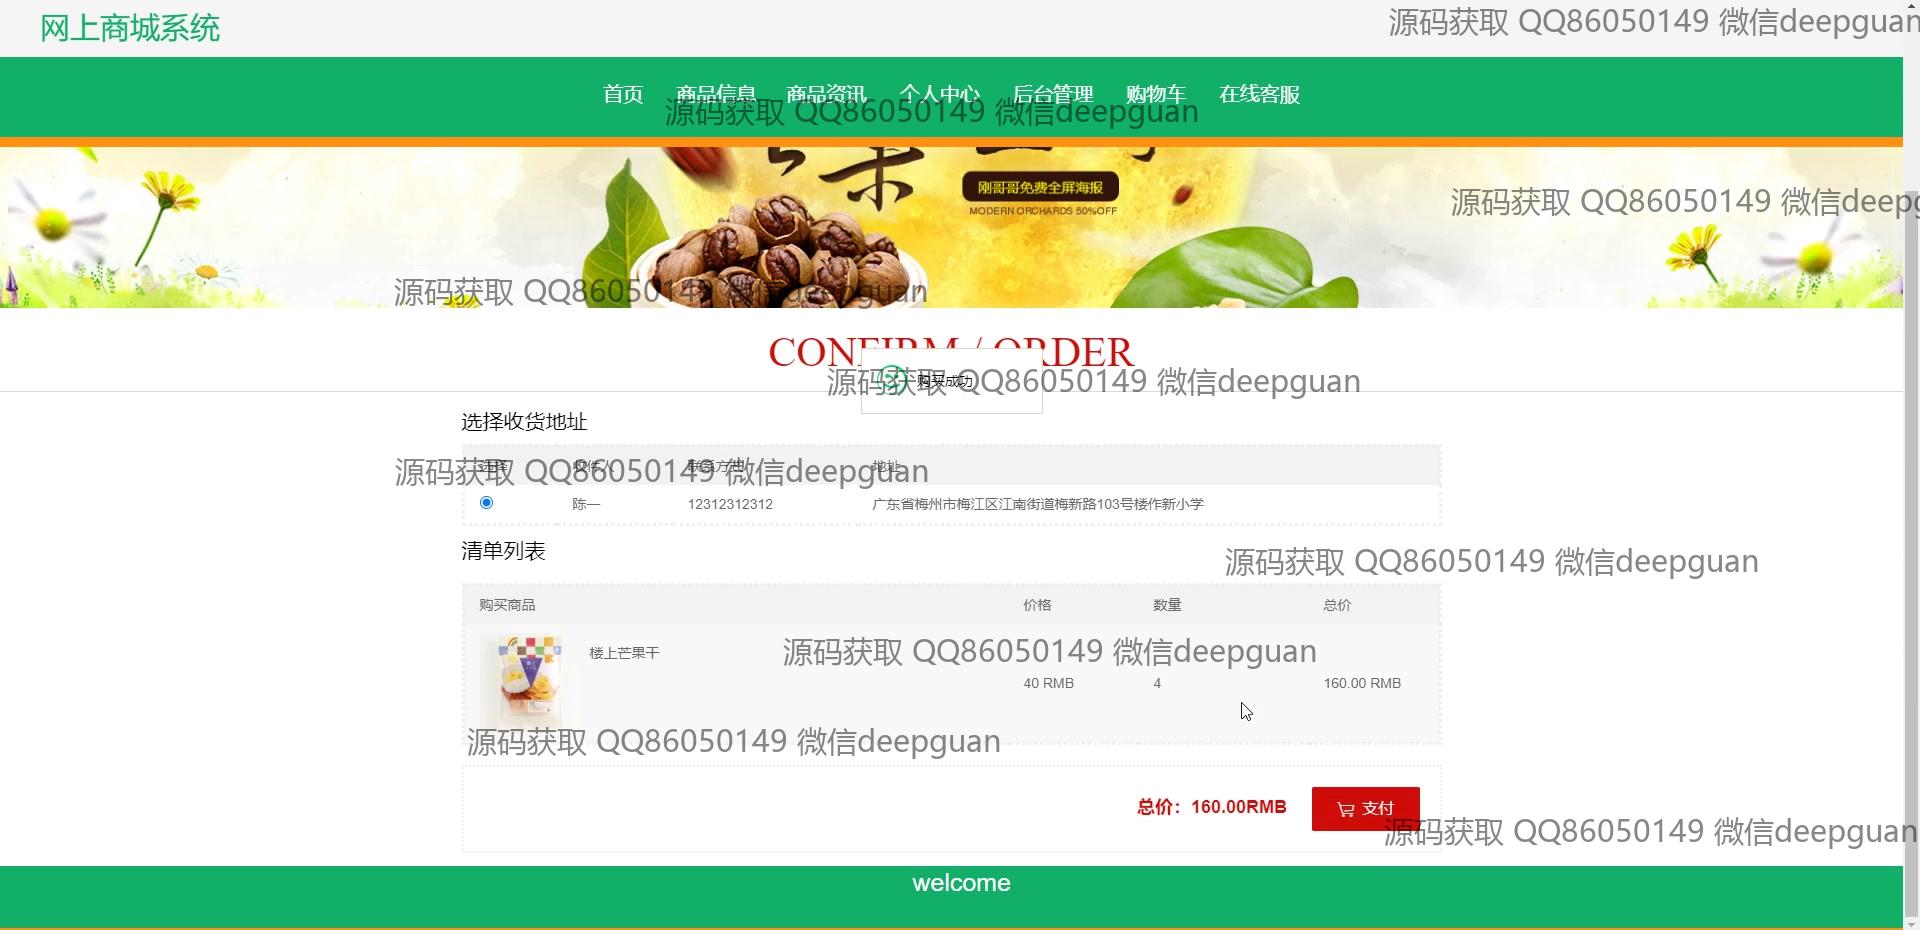 网上商城系统
源码获取 QQ86050149 微信deepguan
首页 商品信息 商品资讯 个人中心 后台管理 购物车 在线客服
源码获取 QQ86050149 微信deepguan
刚哥哥免费全屏海报
MODERN ORCHARDS 50%OFF
源码获取 QQ86050149 微信deepg
源码获取 QQ86050149 微信deepguan
CONFIRM / ORDER
购买成功
源码获取 QQ86050149 微信deepguan
选择收货地址
选择 收件人 联系方式 地址
源码获取 QQ86050149 微信deepguan
陈一 12312312312 广东省梅州市梅江区江南街道梅新路103号楼作新小学
清单列表
源码获取 QQ86050149 微信deepguan
购买商品 价格 数量 总价
楼上芒果干
源码获取 QQ86050149 微信deepguan
40 RMB 4 160.00 RMB
源码获取 QQ86050149 微信deepguan
总价：160.00RMB 支付
源码获取 QQ86050149 微信deepguan
welcome